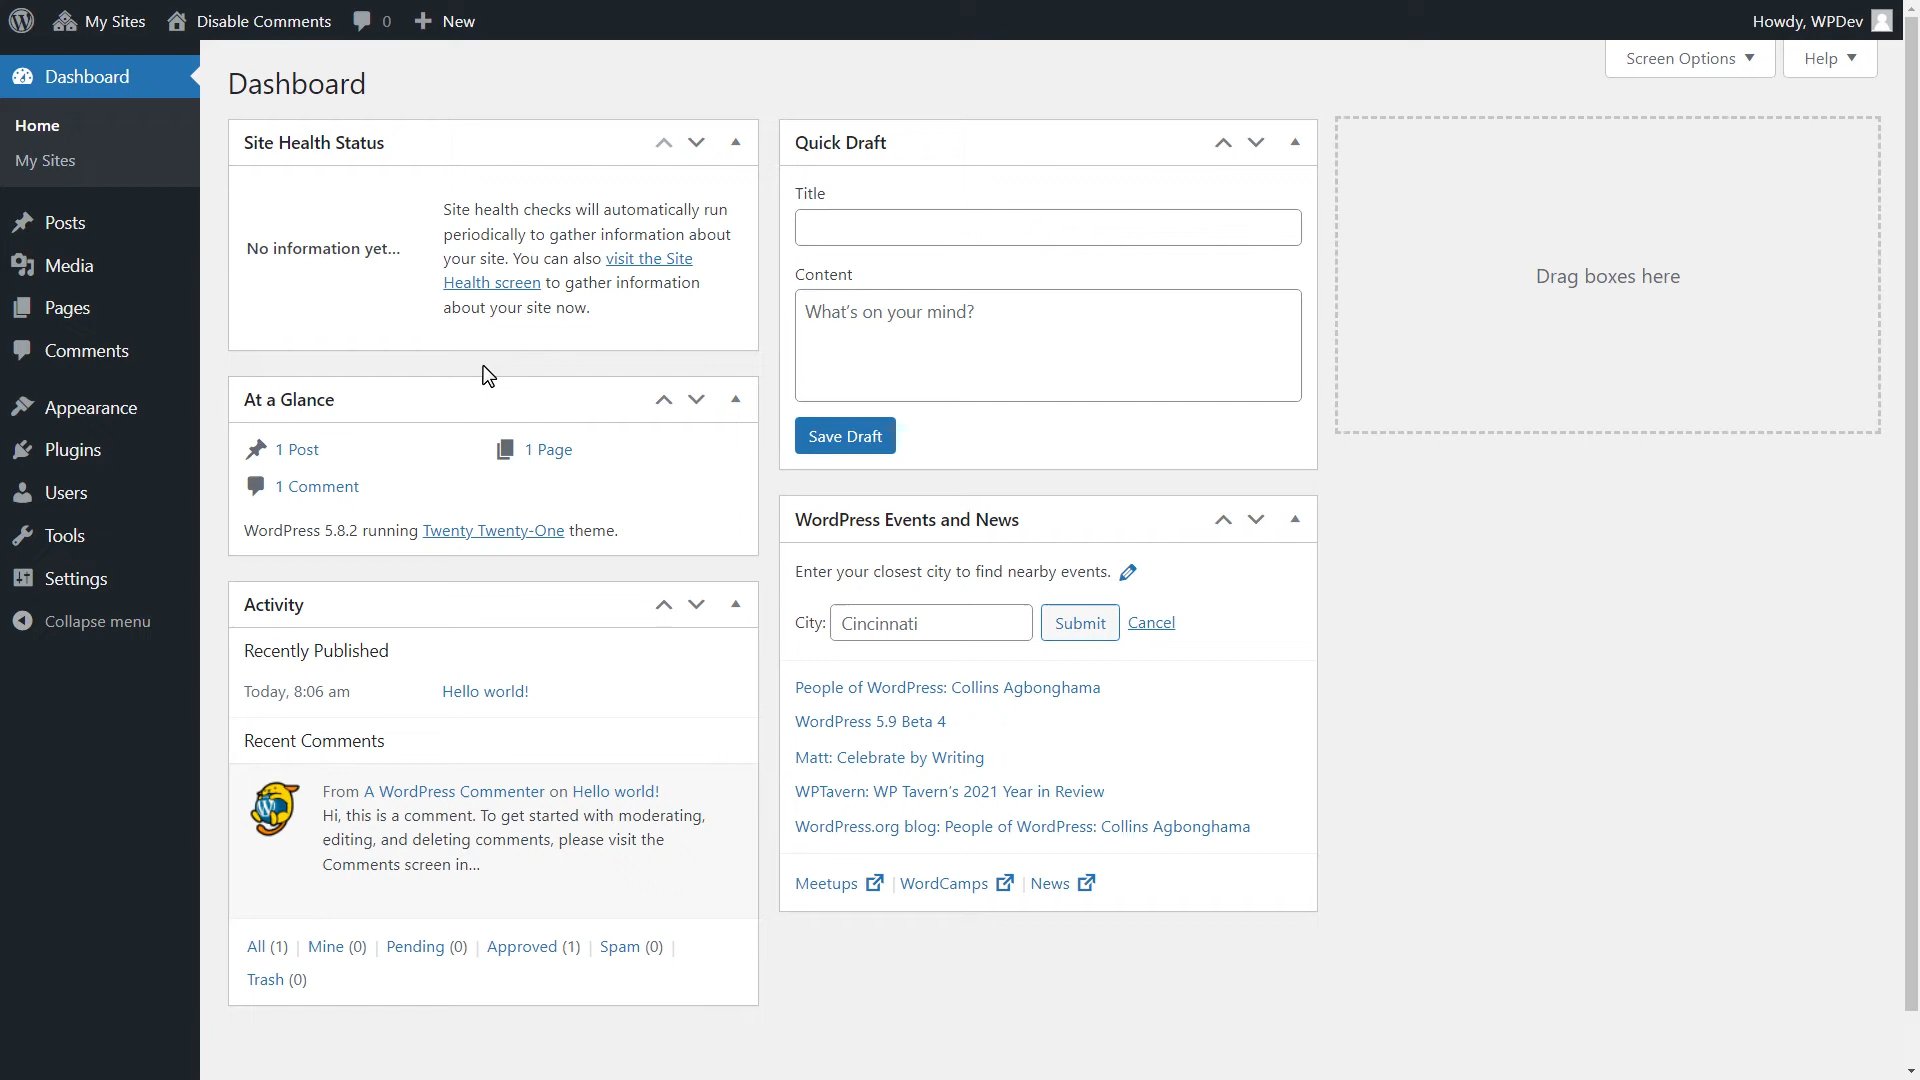 My Sites
Disable Comments
0
New
Howdy, WPDev
Dashboard
Home
My Sites
Posts
Media
Pages
Comments
Appearance
Plugins
Users
Tools
Settings
Collapse menu
Screen Options
Help
Dashboard
Site Health Status
No information yet...
Site health checks will automatically run
periodically to gather information about
your site. You can also visit the Site
Health screen to gather information
about your site now.
At a Glance
1 Post
1 Page
1 Comment
WordPress 5.8.2 running Twenty Twenty-One theme.
Activity
Recently Published
Today, 8:06 am
Hello world!
Recent Comments
From A WordPress Commenter on Hello world!
Hi, this is a comment. To get started with moderating,
editing, and deleting comments, please visit the
Comments screen in...
All (1) | Mine (0) | Pending (0) | Approved (1) | Spam (0) |
Trash (0)
Quick Draft
Title
Content
What's on your mind?
Save Draft
WordPress Events and News
Enter your closest city to find nearby events.
City: Cincinnati Submit Cancel
People of WordPress: Collins Agbonghama
WordPress 5.9 Beta 4
Matt: Celebrate by Writing
WPTavern: WP Tavern's 2021 Year in Review
WordPress.org blog: People of WordPress: Collins Agbonghama
Meetups | WordCamps | News
Drag boxes here